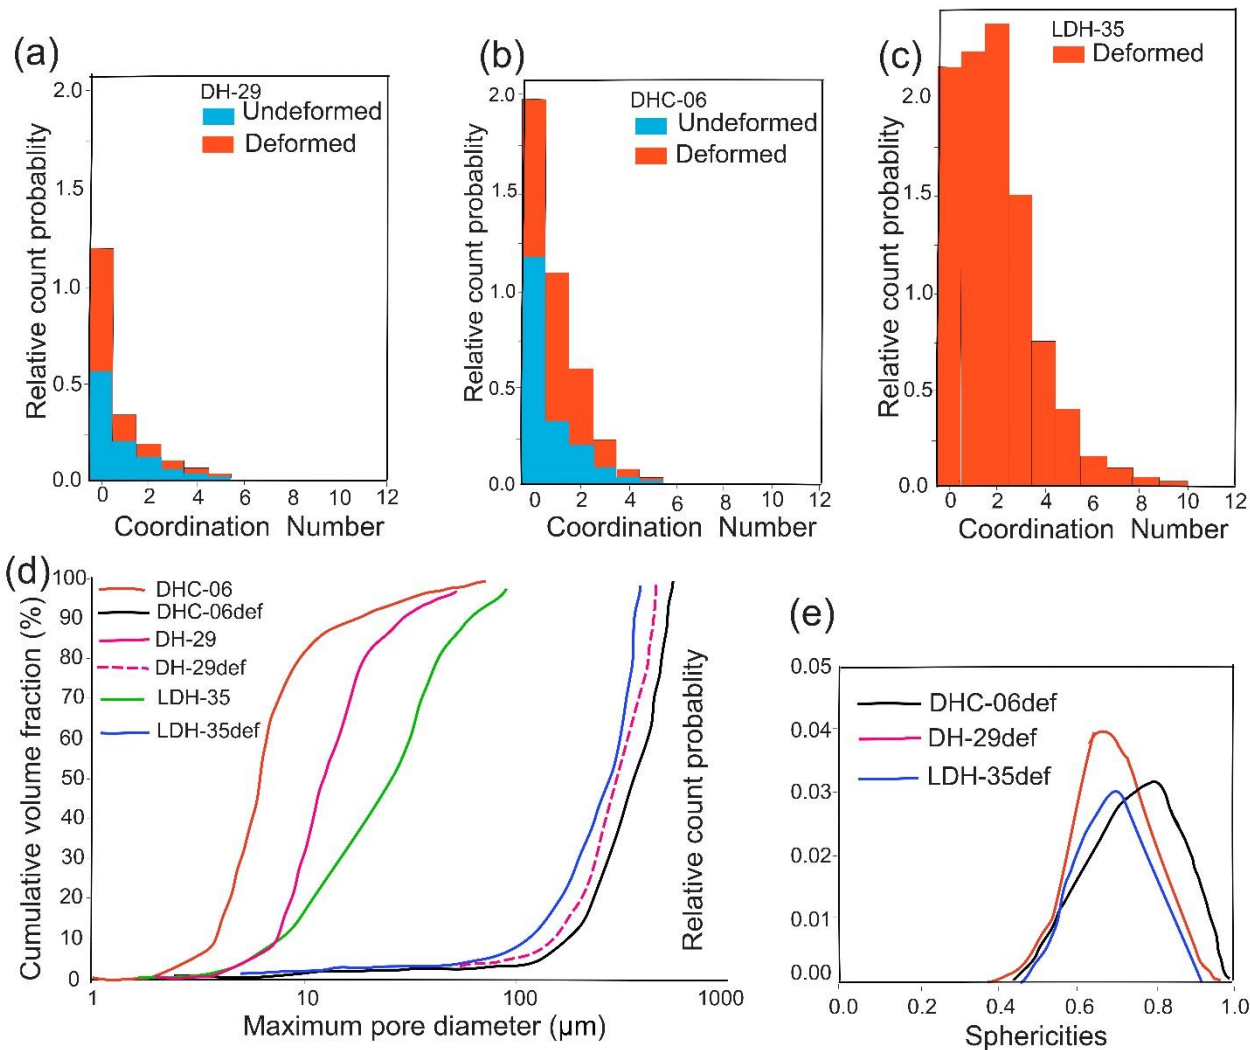 (a)
DH-29
Undeformed
Deformed
Relative count probablity
2.0
1.5
1.0
0.5
0.0
0 2 4 6 8 10 12
Coordination Number
(b)
DHC-06
Undeformed
Deformed
Relative count probablity
2.0
1.5
1.0
0.5
0.0
0 2 4 6 8 10 12
Coordination Number
(c)
LDH-35
Deformed
Relative count probablity
2.0
1.5
1.0
0.5
0.0
0 2 4 6 8 10 12
Coordination Number
(d)
DHC-06
DHC-06def
DH-29
DH-29def
LDH-35
LDH-35def
Cumulative volume fraction (%)
100
90
80
70
60
50
40
30
20
10
0
1 10 100 1000
Maximum pore diameter (µm)
(e)
DHC-06def
DH-29def
LDH-35def
Relative count probablity
0.05
0.04
0.03
0.02
0.01
0.00
0.0 0.2 0.4 0.6 0.8 1.0
Sphericities